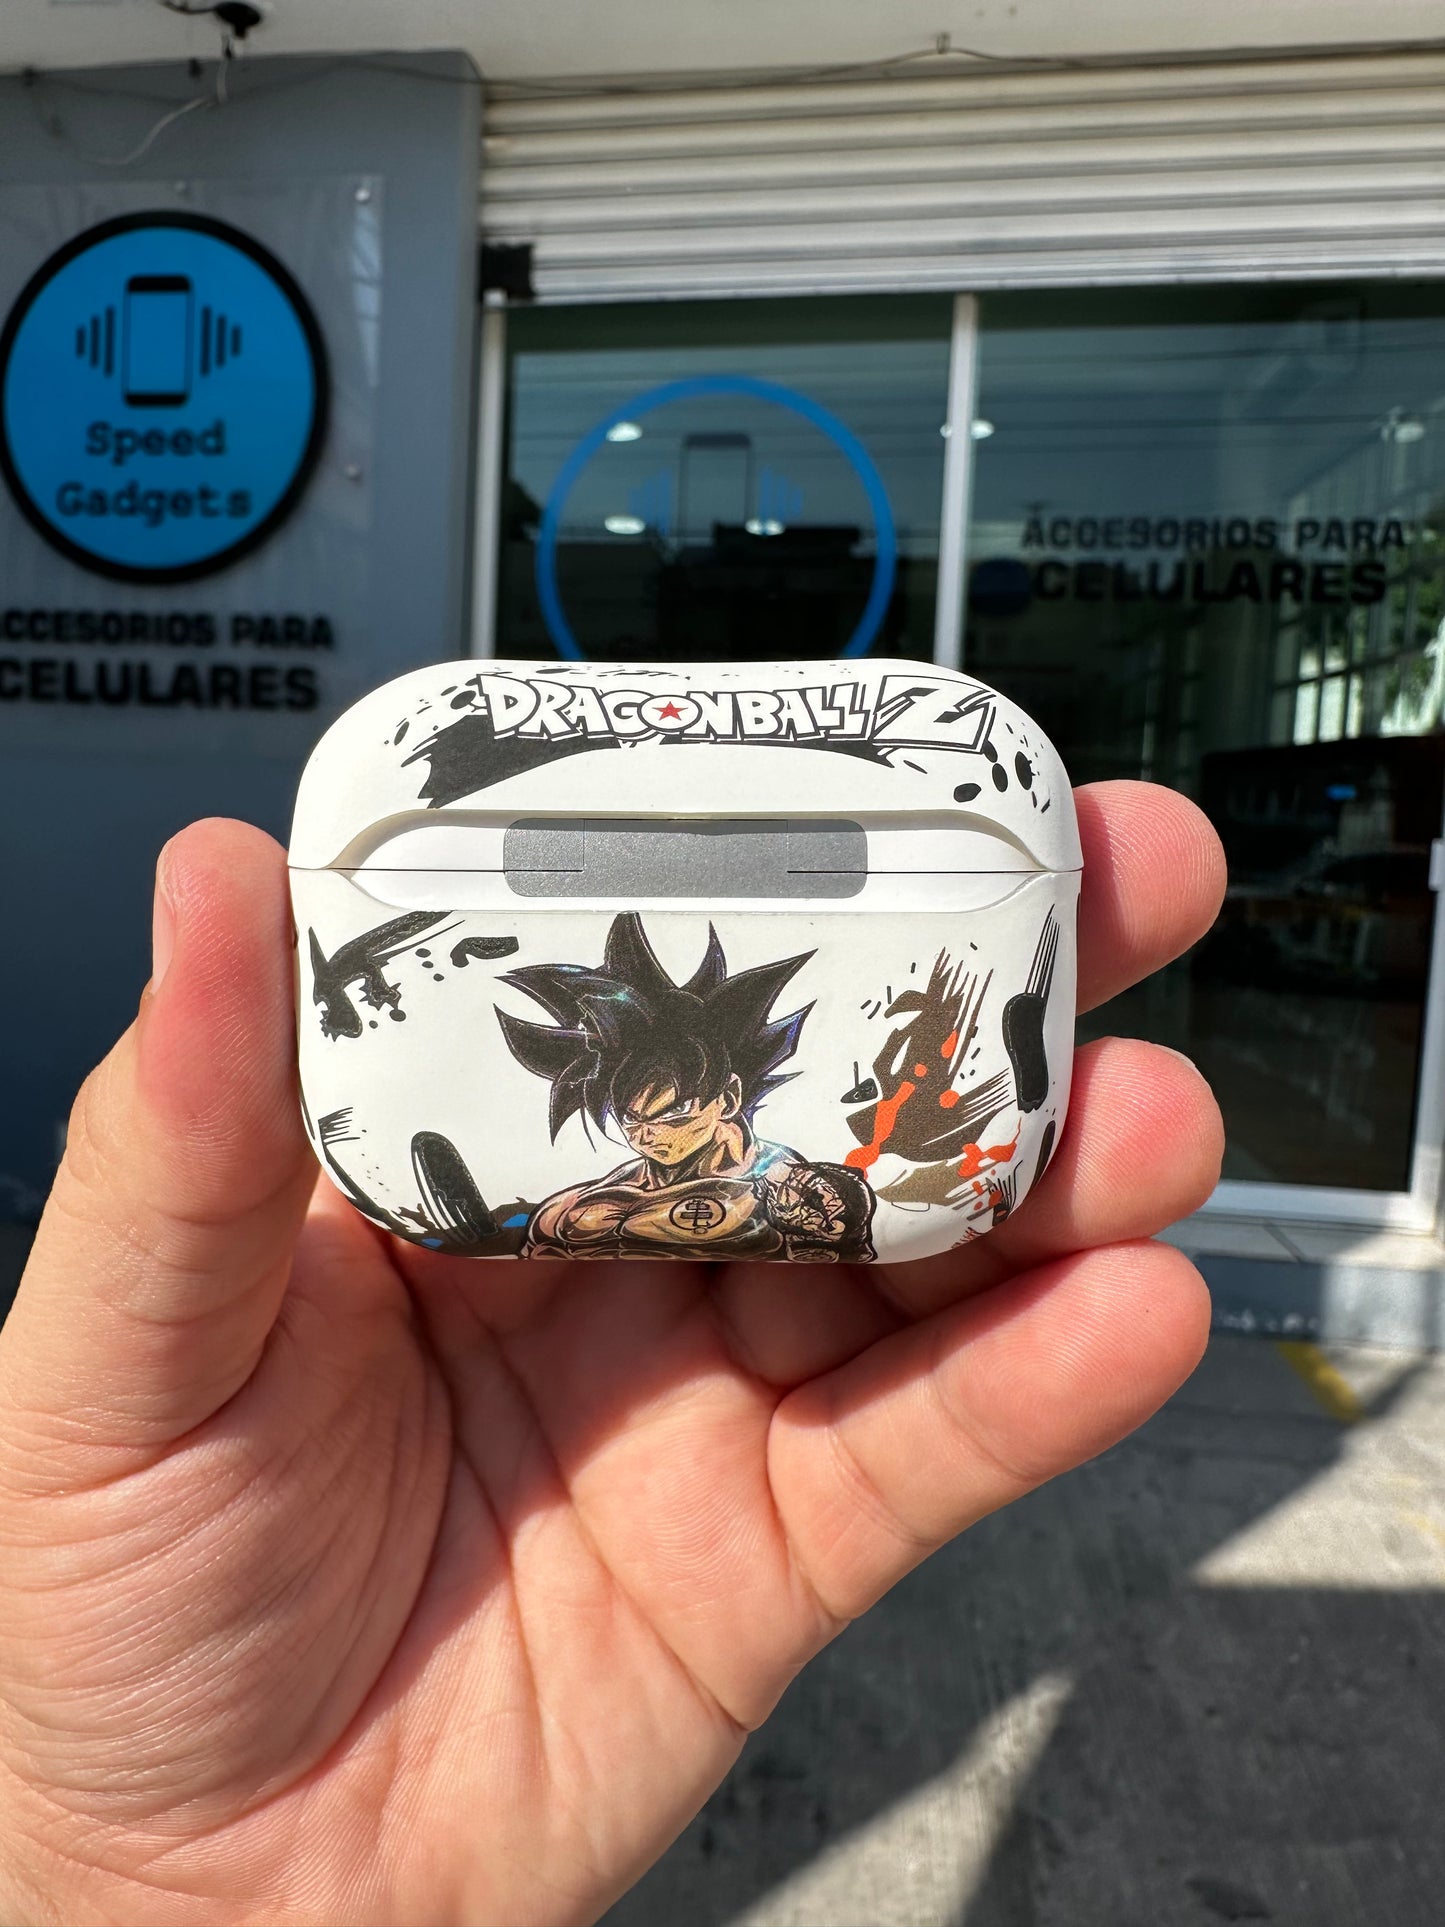 Speed
Gadgets
ACCESORIOS PARA
CELULARES
ACCESORIOS PARA
CELULARES
DRAGONBALL Z